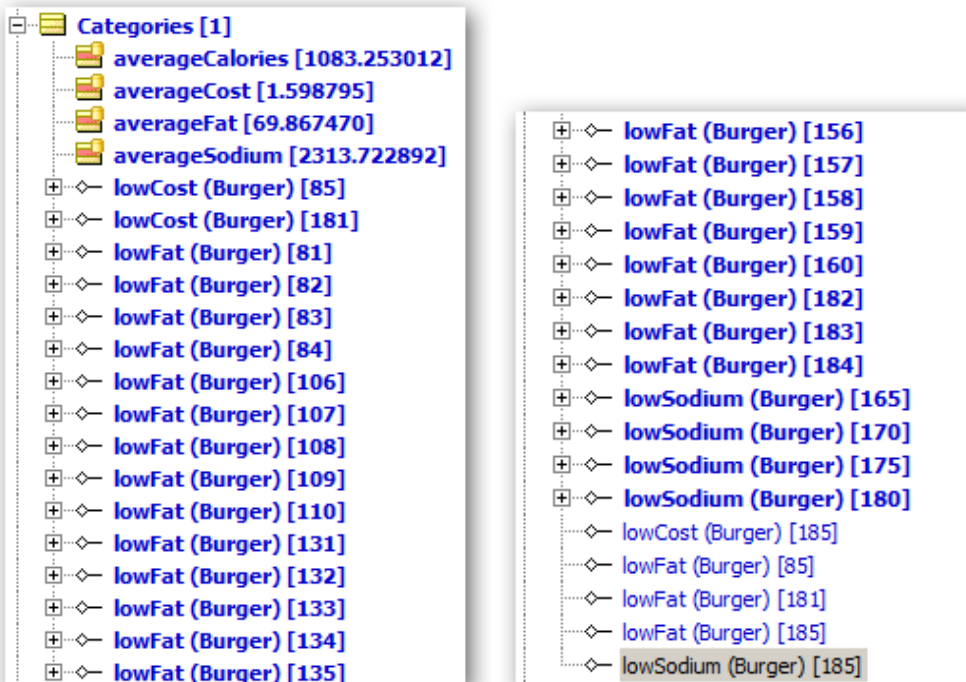 Categories [1]
averageCalories [1083.253012]
averageCost [1.598795]
averageFat [69.867470]
averageSodium [2313.722892]
lowCost (Burger) [85]
lowCost (Burger) [181]
lowFat (Burger) [81]
lowFat (Burger) [82]
lowFat (Burger) [83]
lowFat (Burger) [84]
lowFat (Burger) [106]
lowFat (Burger) [107]
lowFat (Burger) [108]
lowFat (Burger) [109]
lowFat (Burger) [110]
lowFat (Burger) [131]
lowFat (Burger) [132]
lowFat (Burger) [133]
lowFat (Burger) [134]
lowFat (Burger) [135]
lowFat (Burger) [156]
lowFat (Burger) [157]
lowFat (Burger) [158]
lowFat (Burger) [159]
lowFat (Burger) [160]
lowFat (Burger) [182]
lowFat (Burger) [183]
lowFat (Burger) [184]
lowSodium (Burger) [165]
lowSodium (Burger) [170]
lowSodium (Burger) [175]
lowSodium (Burger) [180]
lowCost (Burger) [185]
lowFat (Burger) [85]
lowFat (Burger) [181]
lowFat (Burger) [185]
lowSodium (Burger) [185]